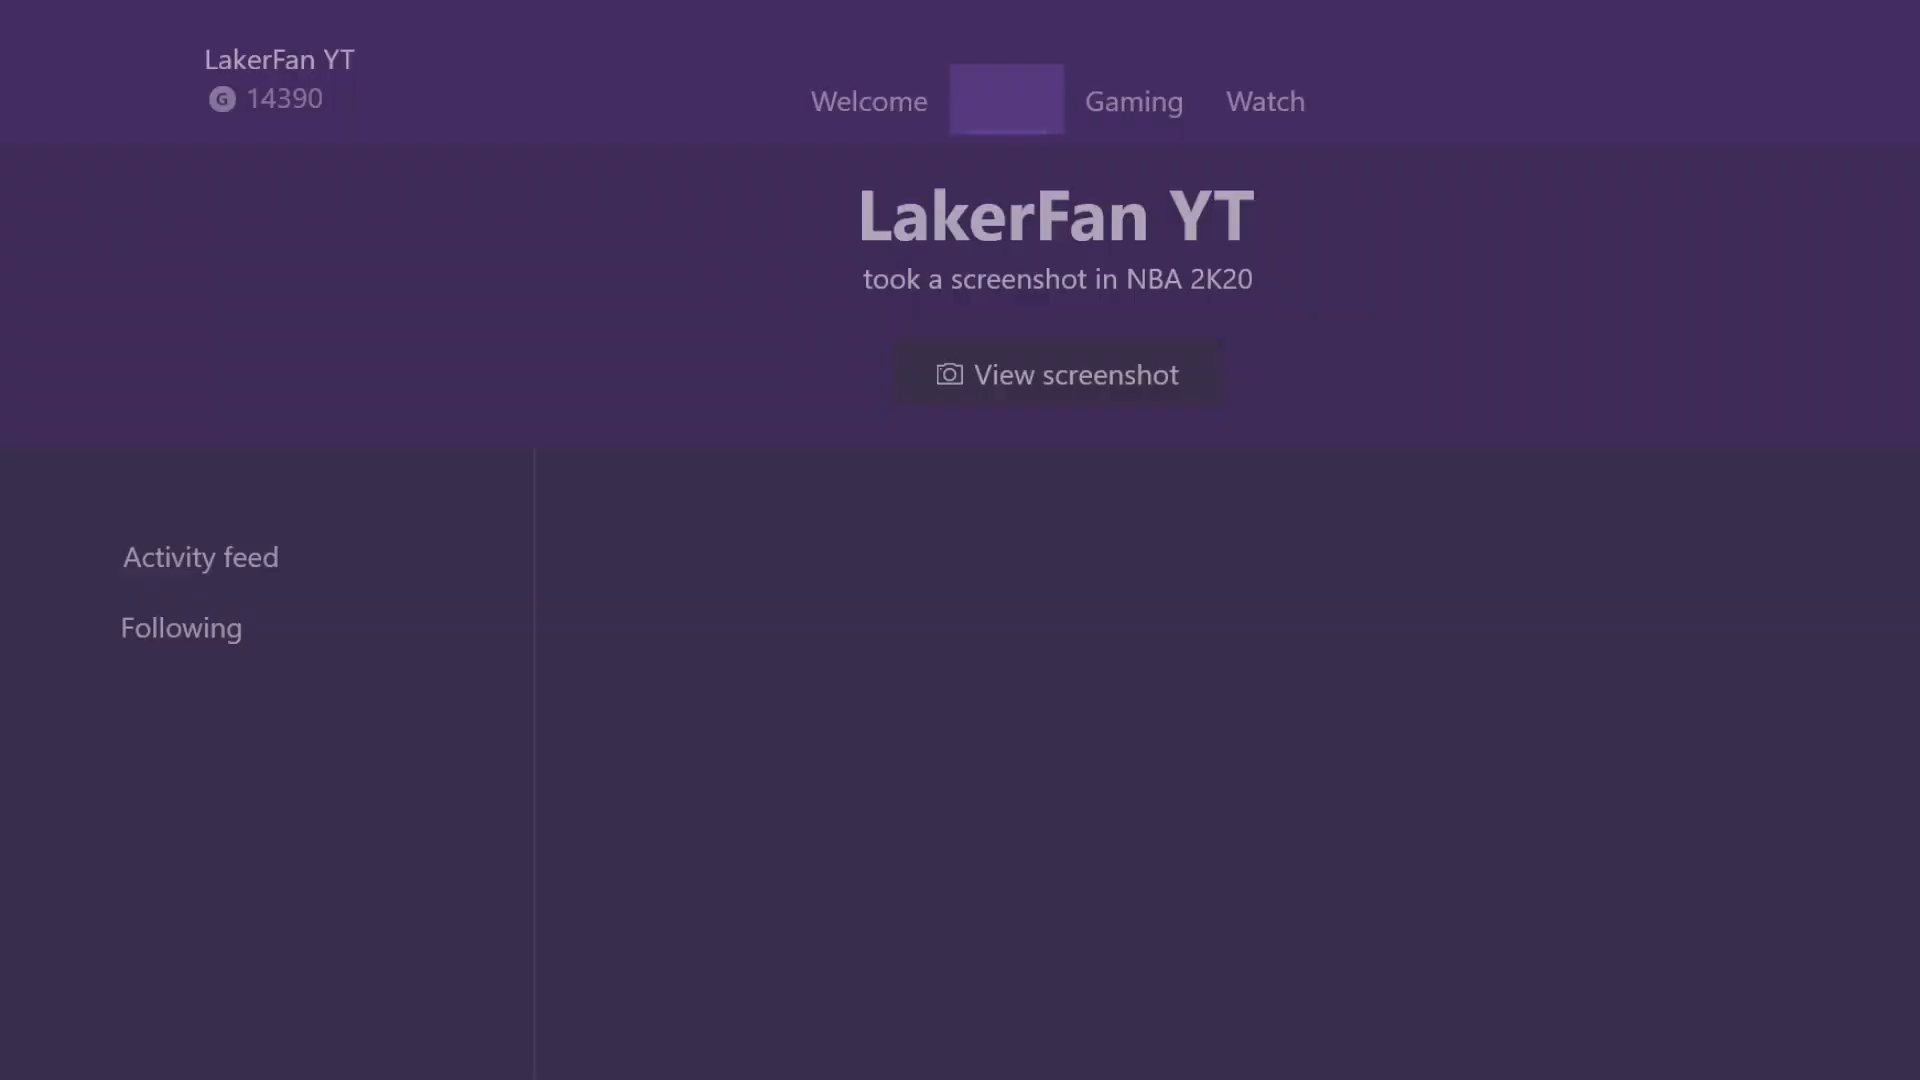 LakerFan YT
G 14390
Welcome Gaming Watch
LakerFan YT
took a screenshot in NBA 2K20
View screenshot
Activity feed
Following